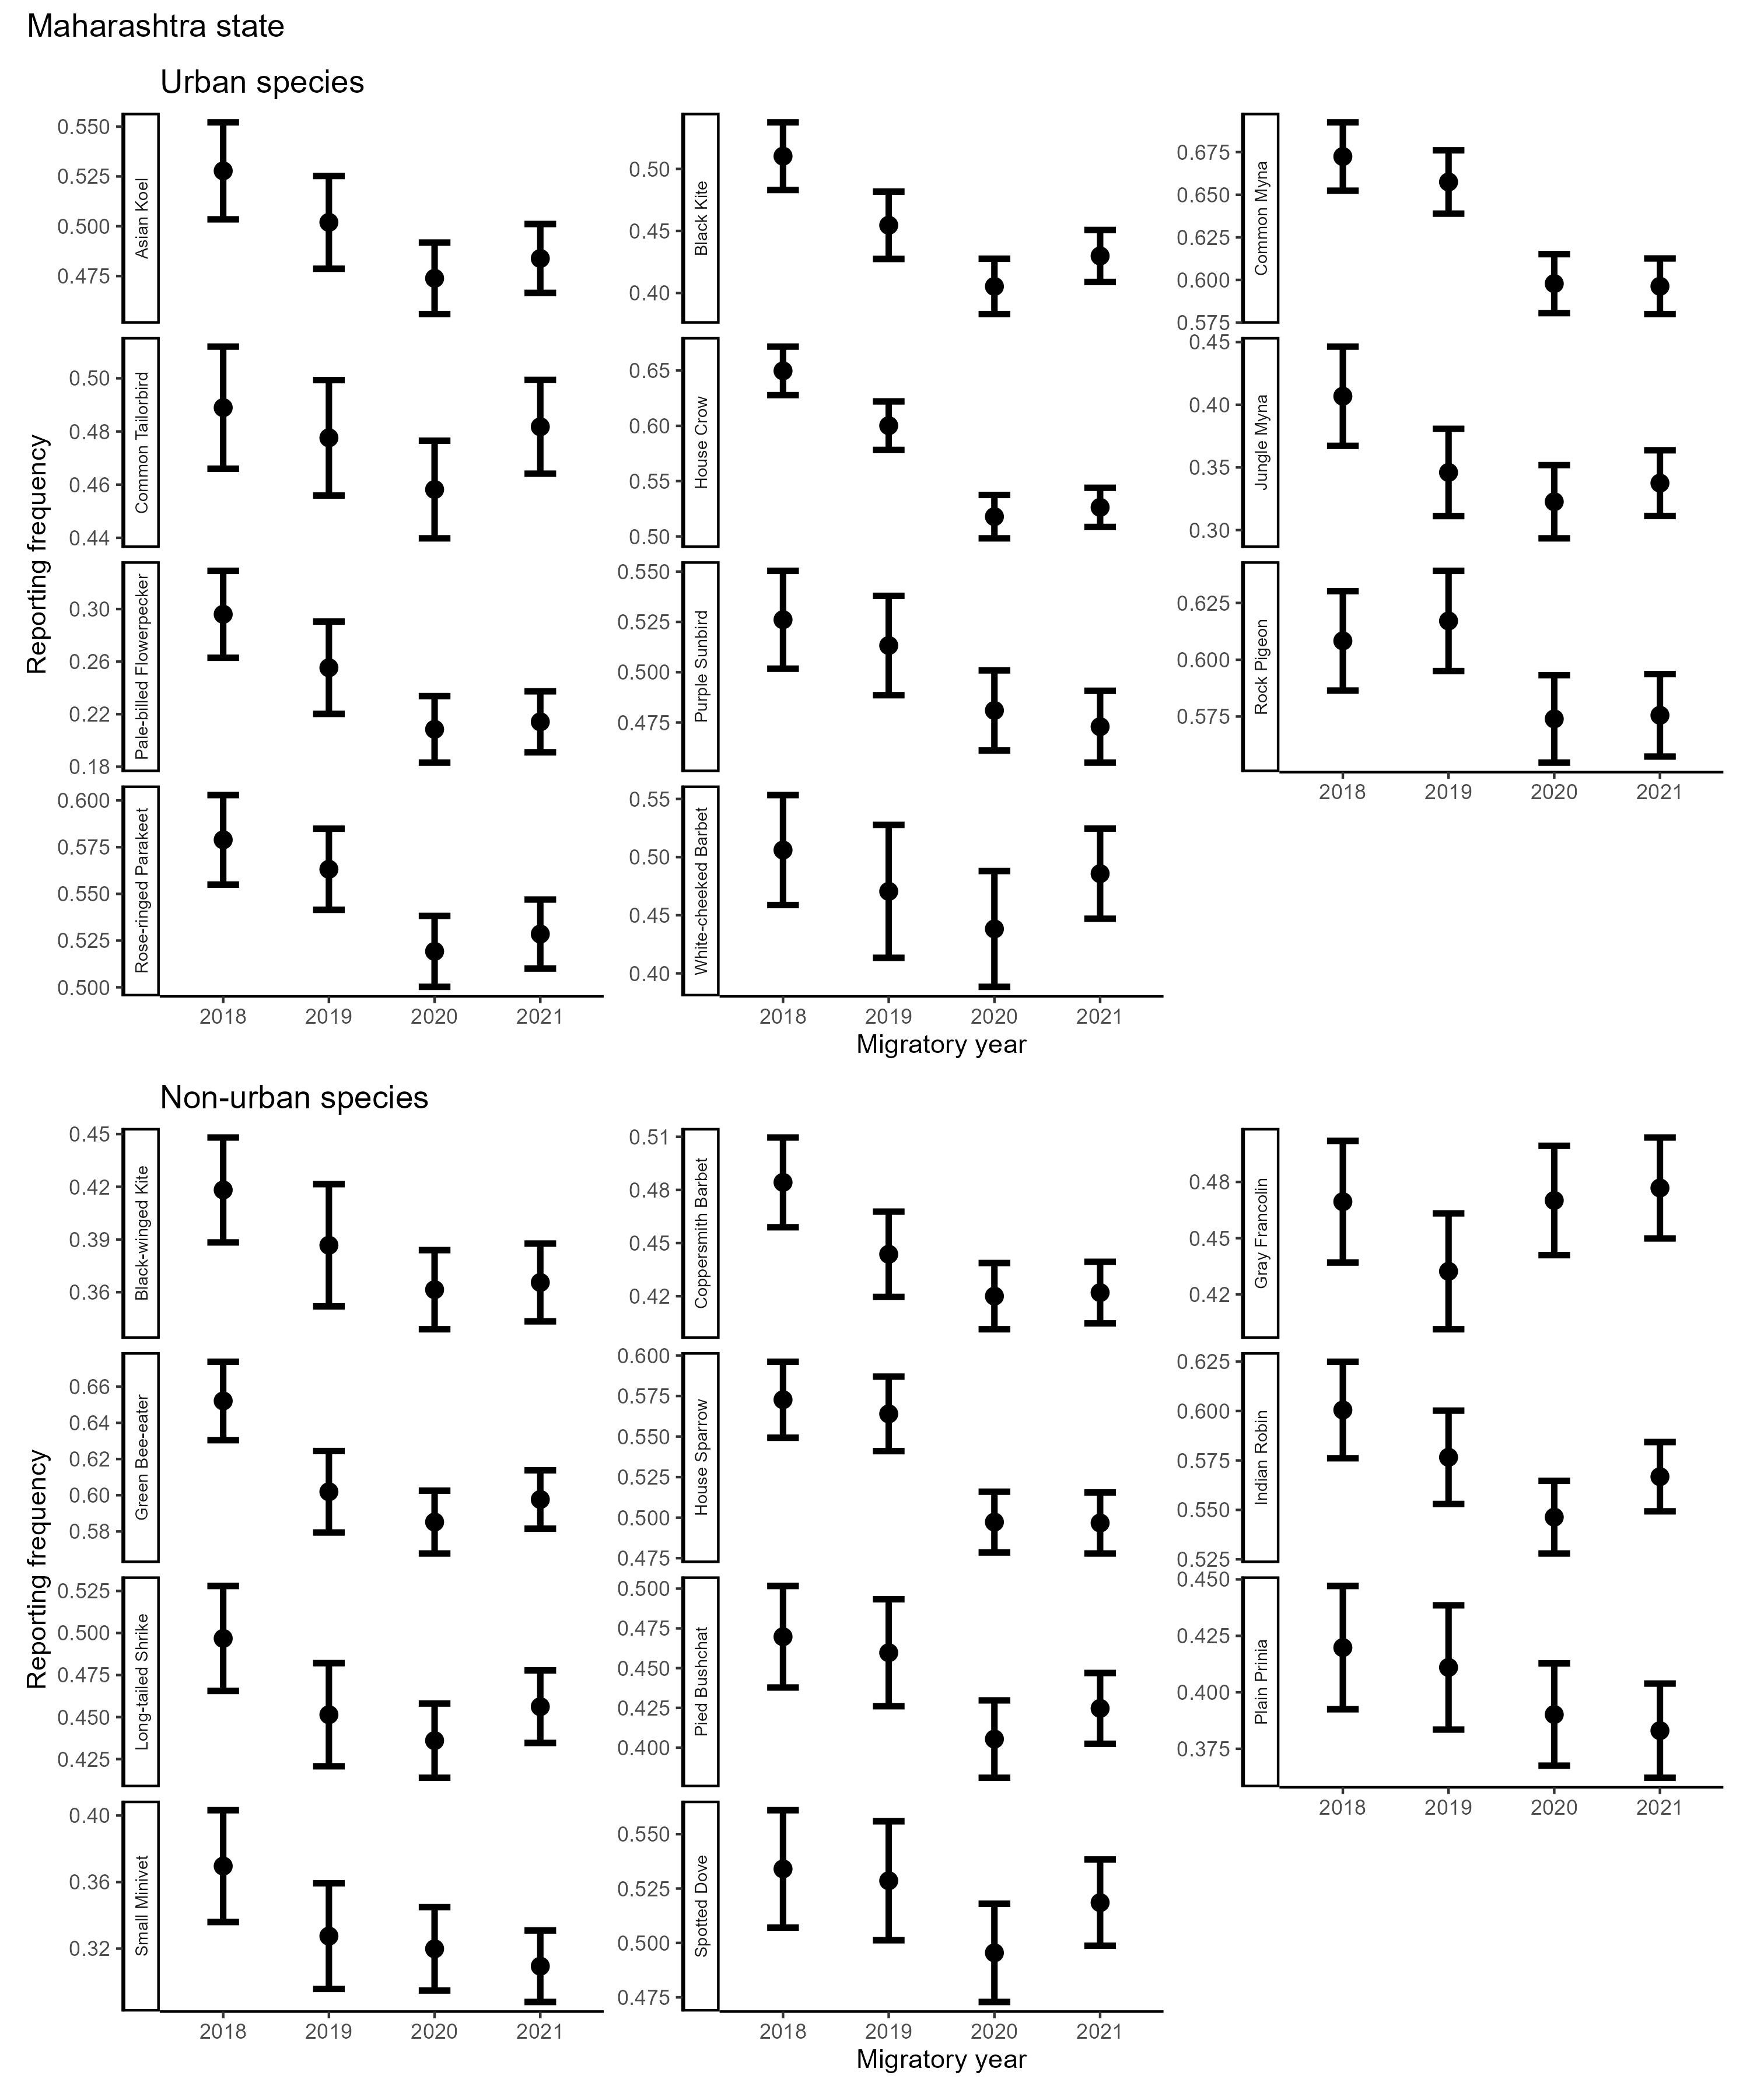 Maharashtra state
Urban species
Reporting frequency
0.550
0.525
0.500
0.475
Asian Koel
0.50
0.45
0.40
Black Kite
0.675
0.650
0.625
0.600
0.575
Common Myna
0.50
0.48
0.46
0.44
Common Tailorbird
0.65
0.60
0.55
0.50
House Crow
0.45
0.40
0.35
0.30
Jungle Myna
0.30
0.26
0.22
0.18
Pale-billed Flowerpecker
0.550
0.525
0.500
0.475
Purple Sunbird
0.625
0.600
0.575
Rock Pigeon
2018 2019 2020 2021
0.600
0.575
0.550
0.525
0.500
Rose-ringed Parakeet
0.55
0.50
0.45
0.40
White-cheeked Barbet
2018 2019 2020 2021
2018 2019 2020 2021
Migratory year
Non-urban species
Reporting frequency
0.45
0.42
0.39
0.36
Black-winged Kite
0.51
0.48
0.45
0.42
Coppersmith Barbet
0.48
0.45
0.42
Gray Francolin
0.66
0.64
0.62
0.60
0.58
Green Bee-eater
0.600
0.575
0.550
0.525
0.500
0.475
House Sparrow
0.625
0.600
0.575
0.550
0.525
Indian Robin
0.525
0.500
0.475
0.450
0.425
Long-tailed Shrike
0.500
0.475
0.450
0.425
0.400
Pied Bushchat
0.450
0.425
0.400
0.375
Plain Prinia
2018 2019 2020 2021
0.40
0.36
0.32
Small Minivet
0.550
0.525
0.500
0.475
Spotted Dove
2018 2019 2020 2021
2018 2019 2020 2021
Migratory year